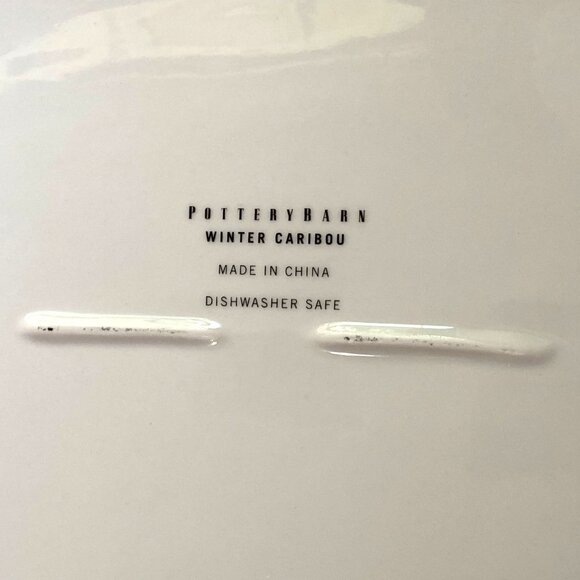 POTTERYBARN
WINTER CARIBOU
MADE IN CHINA
DISHWASHER SAFE